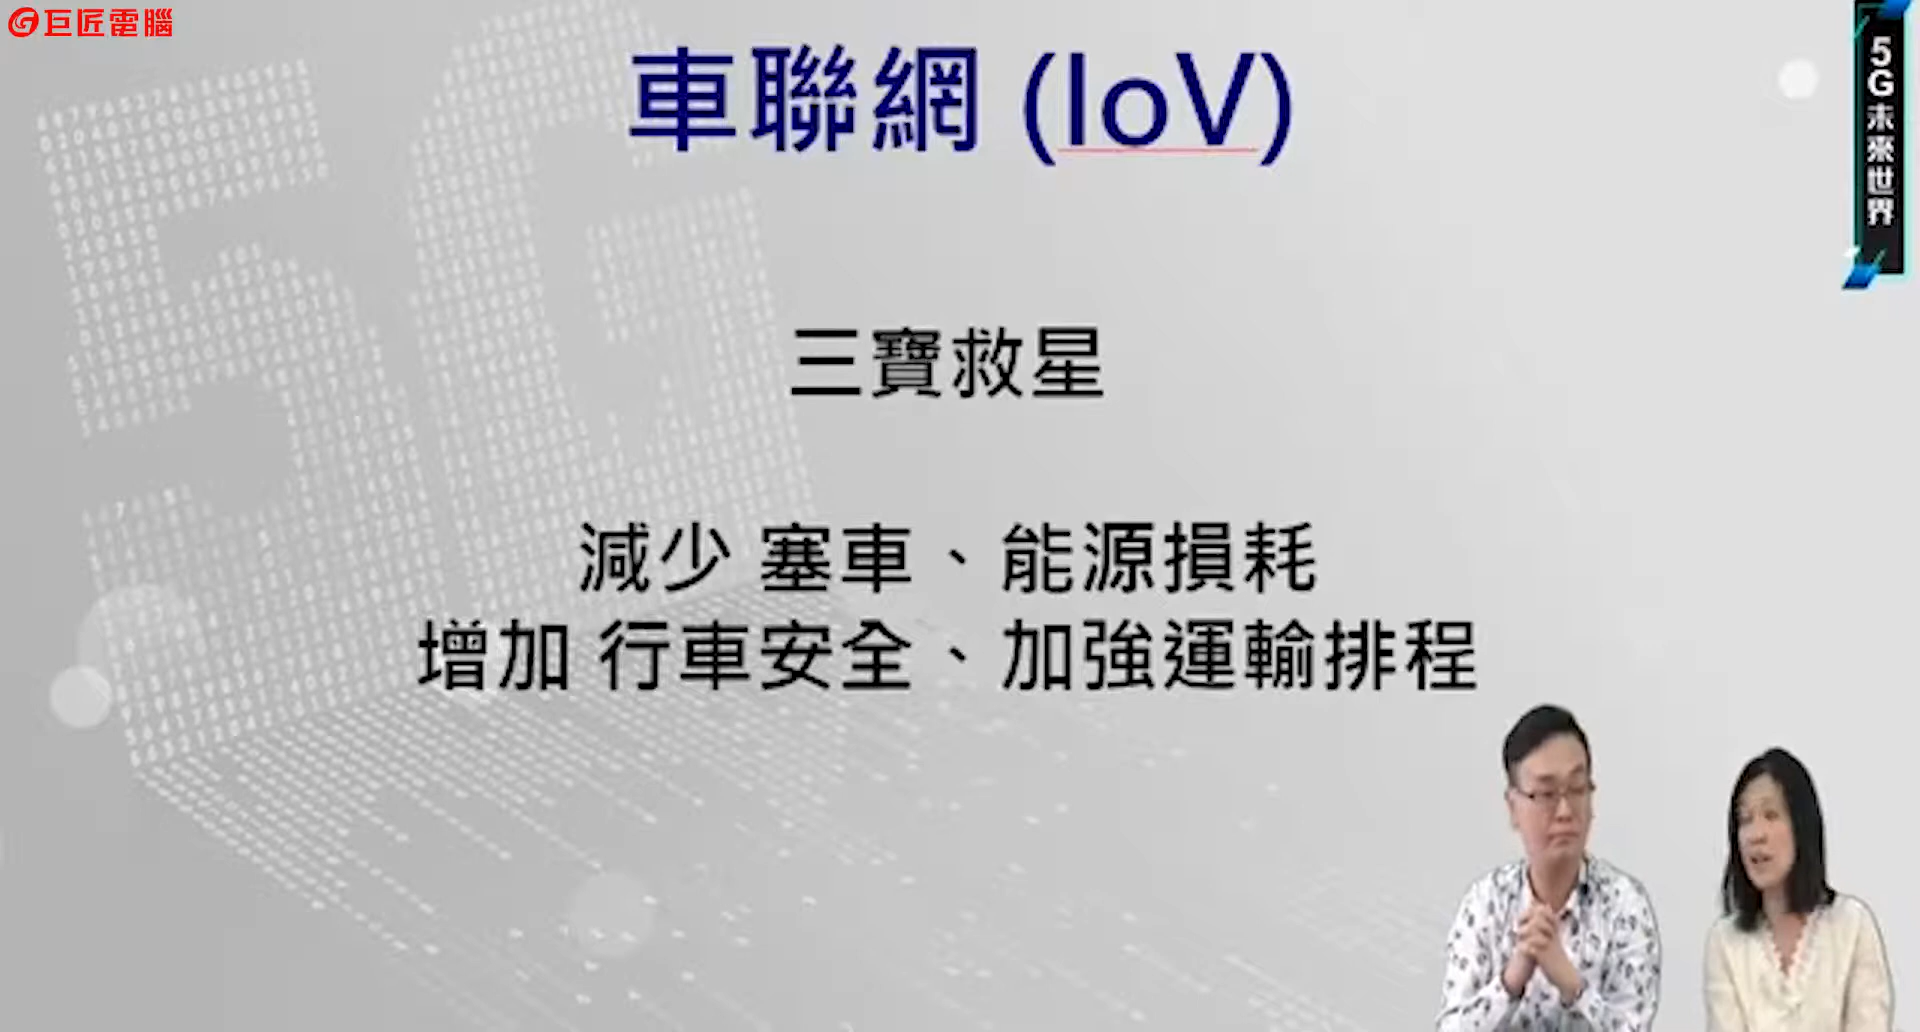 巨匠電腦
車聯網 (IoV)
5G未來世界
三寶救星
減少 塞車、能源損耗
增加 行車安全、加強運輸排程